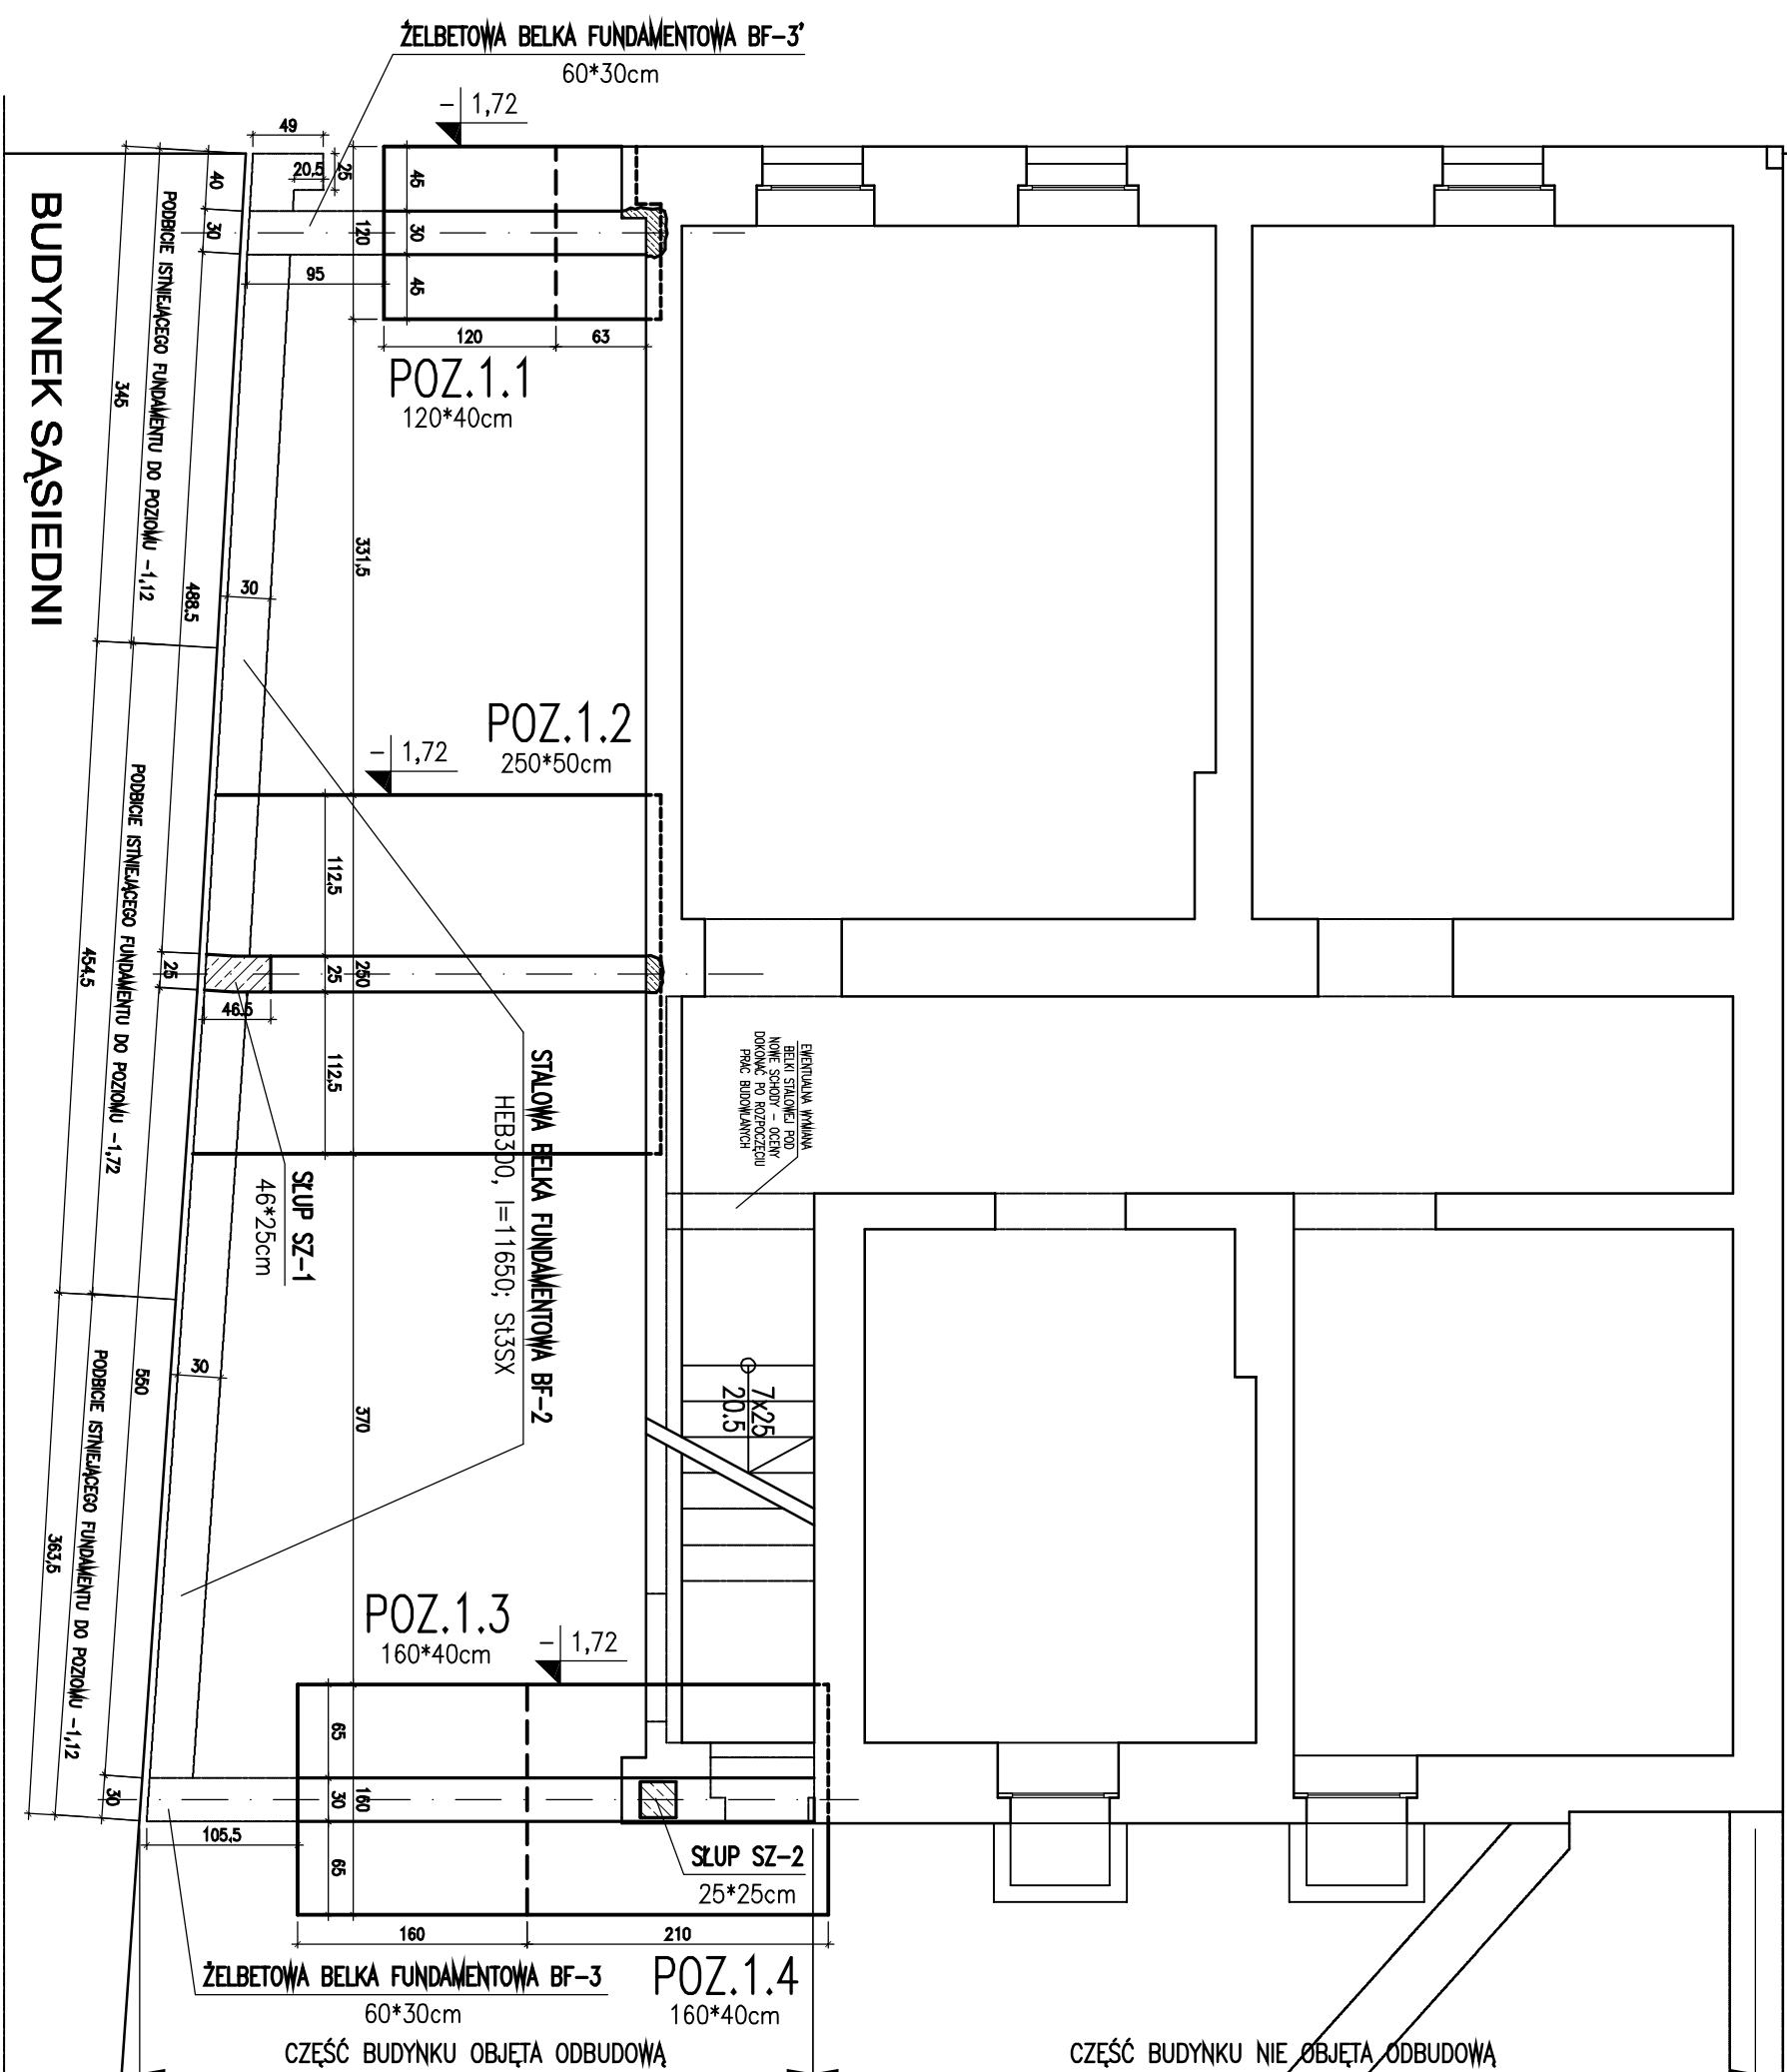 ŻELBETOWA BELKA FUNDAMENTOWA BF-3'
60*30cm
- 1,72
49
20,5
25
40
30
45
120
30
45
95
120
63
POZ.1.1
120*40cm
BUDYNEK SĄSIEDNI
PODBICIE ISTNIEJĄCEGO FUNDAMENTU DO POZIOMU -1,12
345
488,5
331,5
30
POZ.1.2
250*50cm
- 1,72
112,5
25
250
112,5
46,5
25
PODBICIE ISTNIEJĄCEGO FUNDAMENTU DO POZIOMU -1,72
454,5
STALOWA BELKA FUNDAMENTOWA BF-2
HEB300, l=11650; St3SX
SŁUP SZ-1
46*25cm
EWENTUALNA WYMIANA
BELKI STALOWEJ POD
NOWE SCHODY - OCENY
DOKONAĆ PO ROZPOCZĘCIU
PRAC BUDOWLANYCH
7x25
20.5
30
550
370
PODBICIE ISTNIEJĄCEGO FUNDAMENTU DO POZIOMU -1,12
363,5
POZ.1.3
160*40cm
- 1,72
65
30
160
65
30
105,5
SŁUP SZ-2
25*25cm
160
210
ŻELBETOWA BELKA FUNDAMENTOWA BF-3
60*30cm
POZ.1.4
160*40cm
CZĘŚĆ BUDYNKU OBJĘTA ODBUDOWĄ
CZĘŚĆ BUDYNKU NIE OBJĘTA ODBUDOWĄ